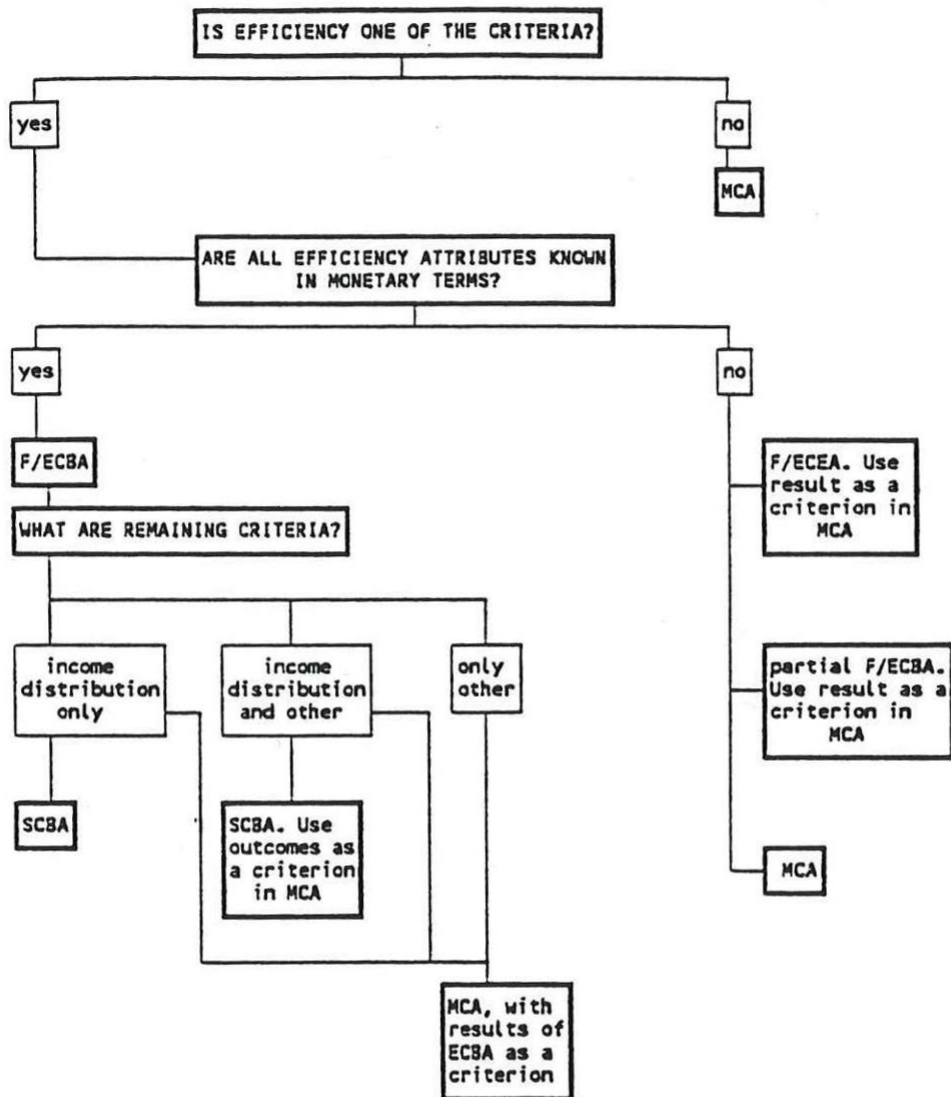 IS EFFICIENCY ONE OF THE CRITERIA?
yes
no
MCA
ARE ALL EFFICIENCY ATTRIBUTES KNOWN
IN MONETARY TERMS?
yes
no
F/ECBA
WHAT ARE REMAINING CRITERIA?
income
distribution
only
income
distribution
and other
only
other
SCBA
SCBA. Use
outcomes as
a criterion
in MCA
MCA, with
results of
ECBA as a
criterion
F/ECEA. Use
result as a
criterion in
MCA
partial F/ECBA.
Use result as a
criterion in
MCA
MCA